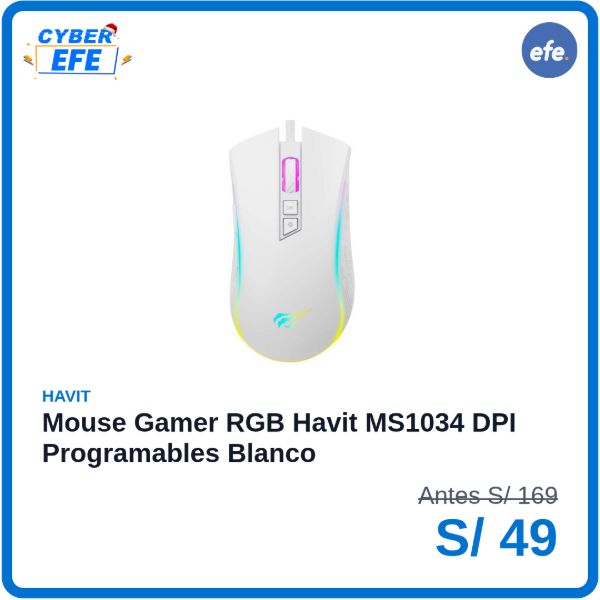 CYBER
EFE
efe.
HAVIT
Mouse Gamer RGB Havit MS1034 DPI
Programables Blanco
Antes S/ 169
S/ 49